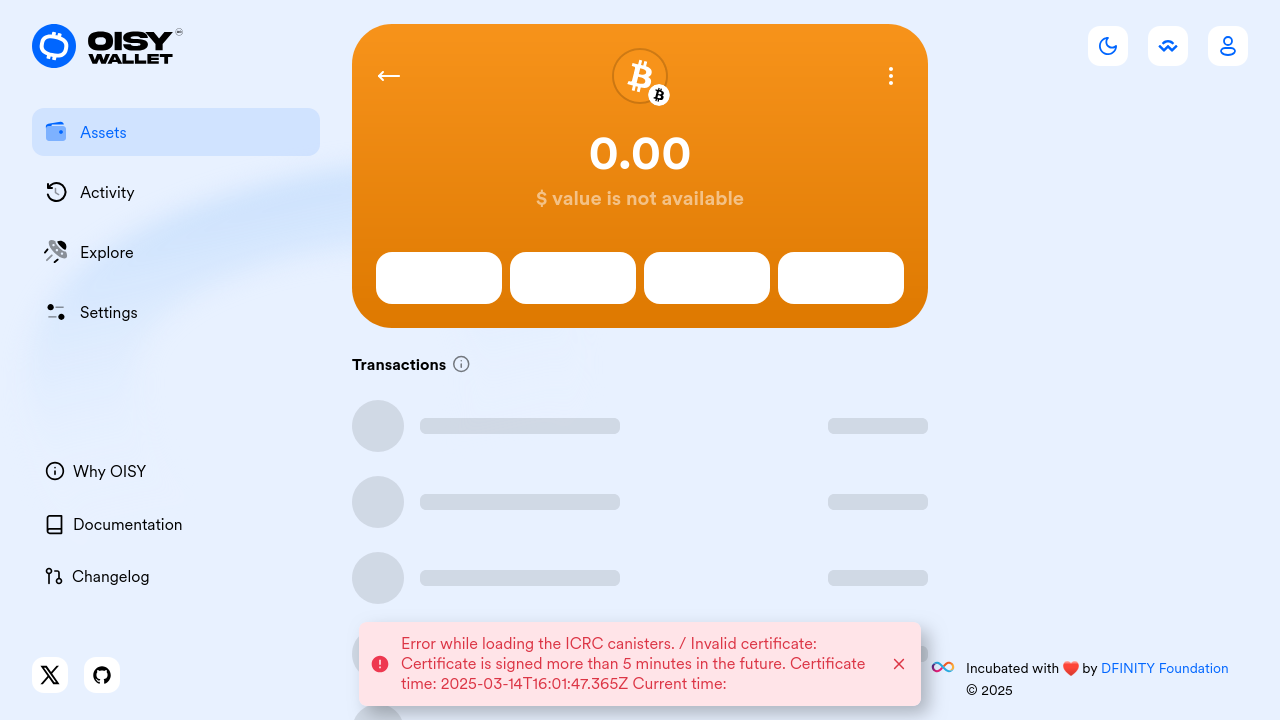 OISY
WALLET
Assets
Activity
Explore
Settings
Why OISY
Documentation
Changelog
0.00
$ value is not available
Transactions
Error while loading the ICRC canisters. / Invalid certificate:
Certificate is signed more than 5 minutes in the future. Certificate
time: 2025-03-14T16:01:47.365Z Current time:
Incubated with ❤️ by DFINITY Foundation
© 2025